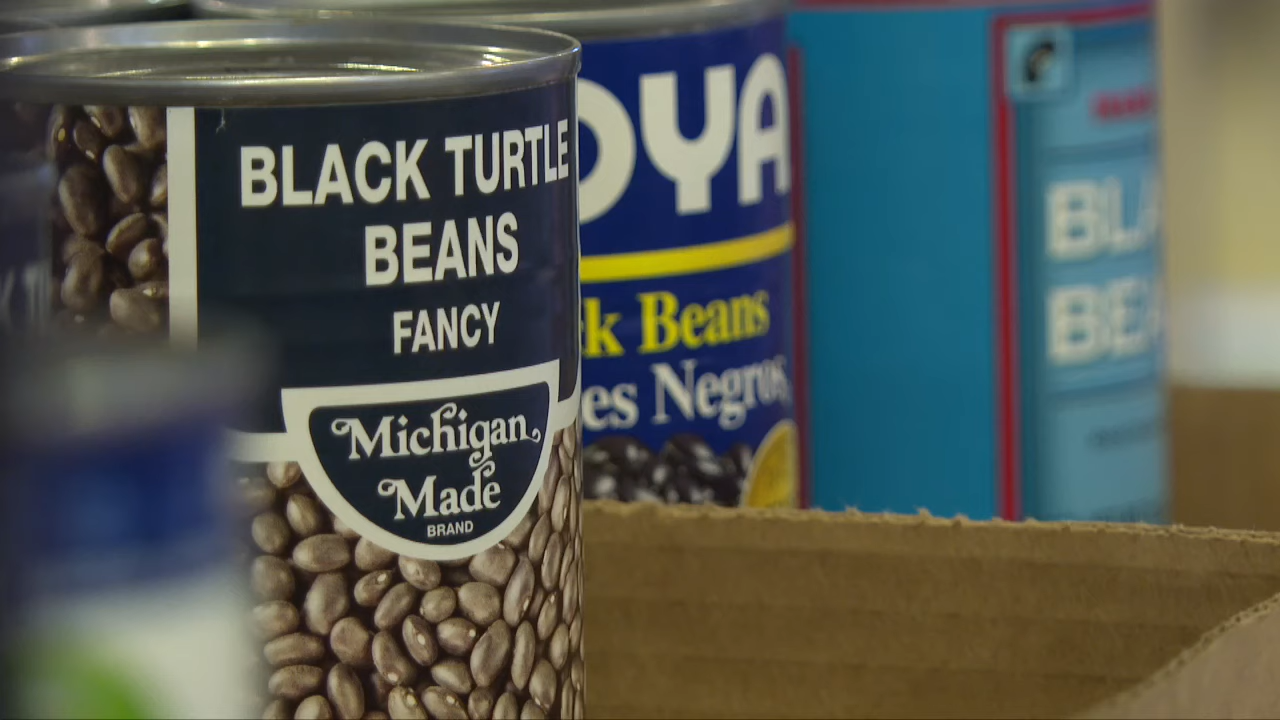 BLACK TURTLE
BEANS
FANCY
Michigan
Made
BRAND
OYA
k Beans
es Negros
BLA
BEA